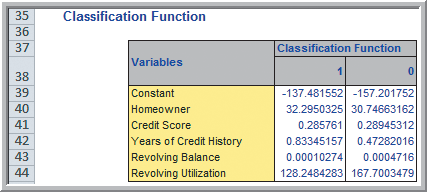 35 Classification Function
36
37 Classification Function
38 Variables 1 0
39 Constant -137.481552 -157.201752
40 Homeowner 32.2950325 30.74663162
41 Credit Score 0.285761 0.28945312
42 Years of Credit History 0.83345157 0.47282016
43 Revolving Balance 0.00010274 0.0004716
44 Revolving Utilization 128.2484283 167.7003479